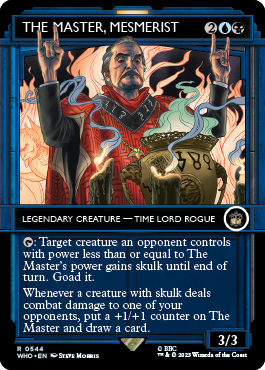 THE MASTER, MESMERIST 2
LEGENDARY CREATURE — TIME LORD ROGUE
: Target creature an opponent controls
with power less than or equal to The
Master's power gains skulk until end of
turn. Goad it.
Whenever a creature with skulk deals
combat damage to one of your
opponents, put a +1/+1 counter on The
Master and draw a card.
3/3
R 0544
WHO • EN Steve Morris
© BBC
™ & © 2023 Wizards of the Coast